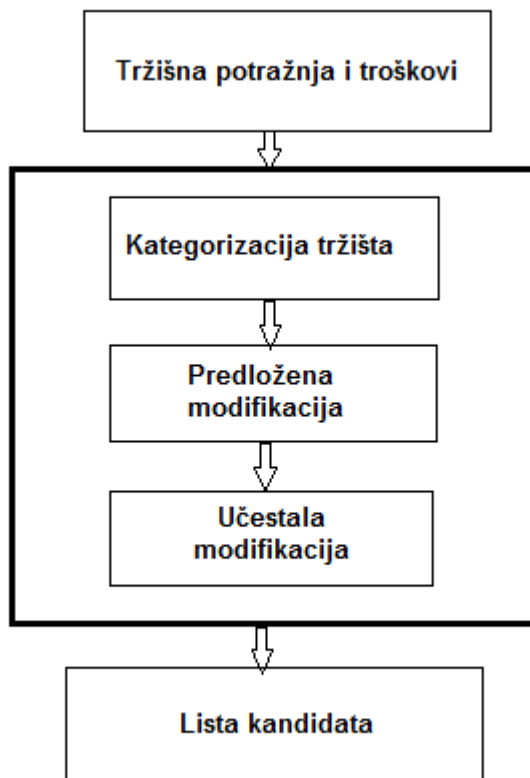 Tržišna potražnja i troškovi
Kategorizacija tržišta
Predložena
modifikacija
Učestala
modifikacija
Lista kandidata